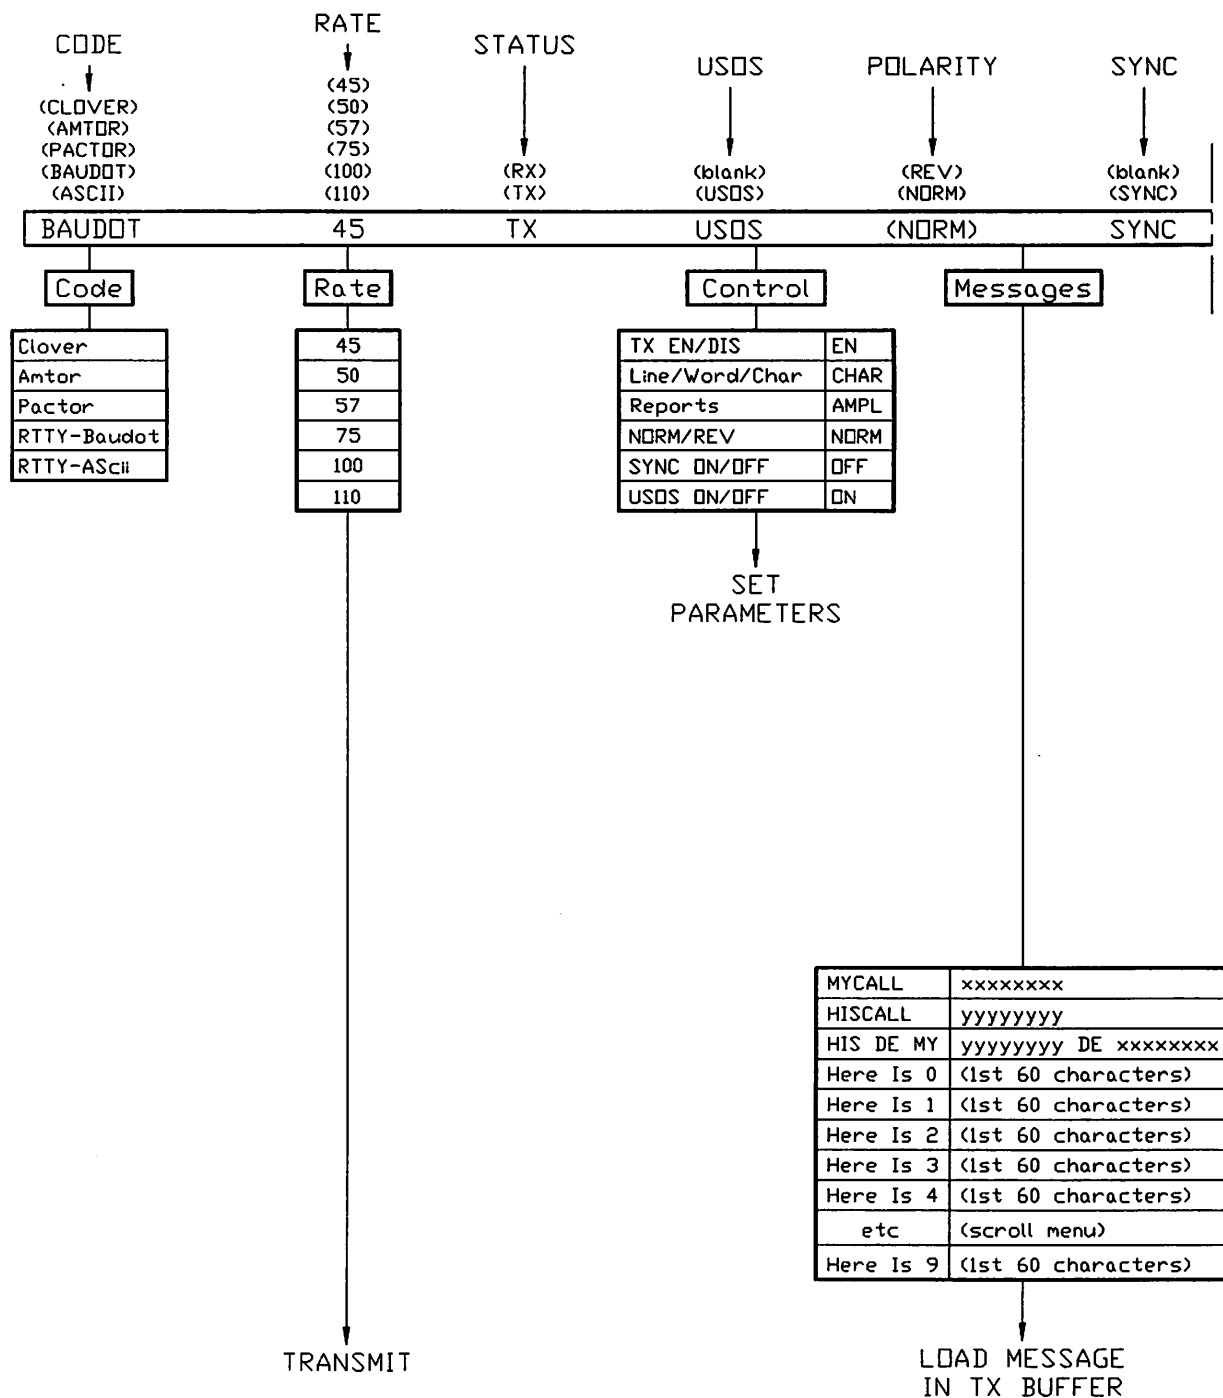 CODE
RATE
STATUS
USOS
POLARITY
SYNC
(CLOVER)
(AMTOR)
(PACTOR)
(BAUDOT)
(ASCII)
(45)
(50)
(57)
(75)
(100)
(110)
(RX)
(TX)
(blank)
(USOS)
(REV)
(NORM)
(blank)
(SYNC)
BAUDOT 45 TX USOS (NORM) SYNC
Code
Rate
Control
Messages
Clover
Amtor
Pactor
RTTY-Baudot
RTTY-AScii
45
50
57
75
100
110
TX EN/DIS EN
Line/Word/Char CHAR
Reports AMPL
NORM/REV NORM
SYNC ON/OFF OFF
USOS ON/OFF ON
SET
PARAMETERS
MYCALL xxxxxxxx
HISCALL yyyyyyyy
HIS DE MY yyyyyyyy DE xxxxxxxx
Here Is 0 (1st 60 characters)
Here Is 1 (1st 60 characters)
Here Is 2 (1st 60 characters)
Here Is 3 (1st 60 characters)
Here Is 4 (1st 60 characters)
etc (scroll menu)
Here Is 9 (1st 60 characters)
TRANSMIT
LOAD MESSAGE
IN TX BUFFER